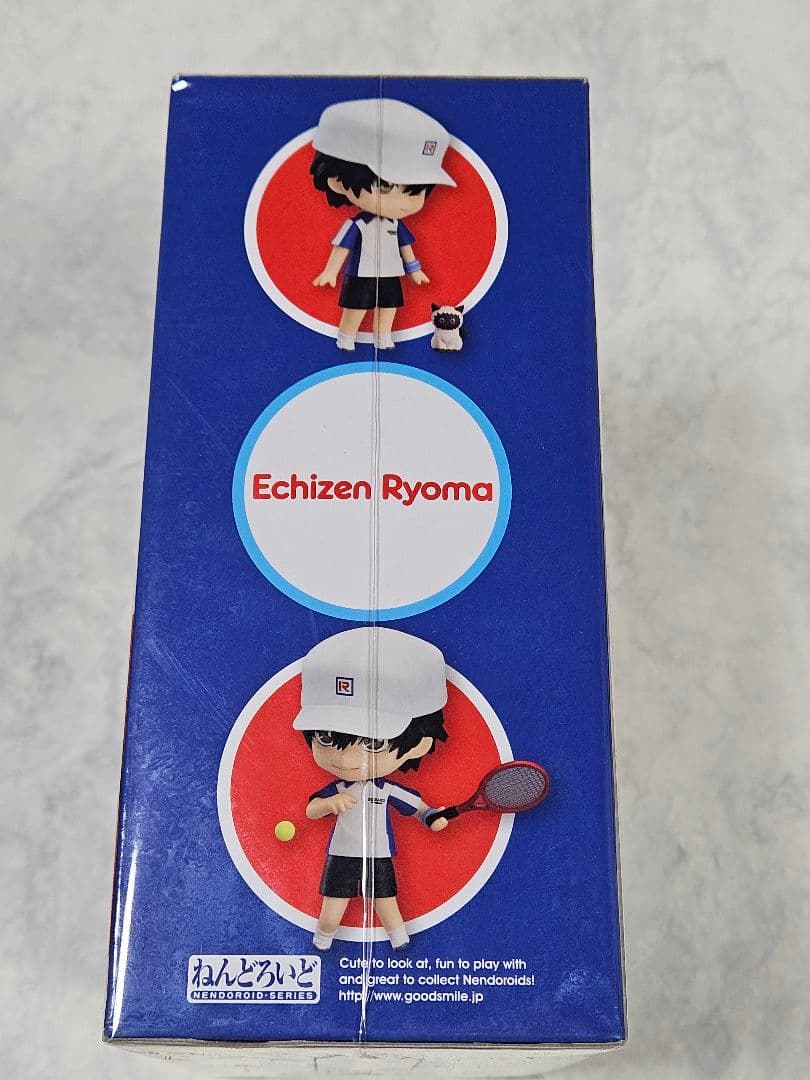 R
Echizen Ryoma
R
ねんどろいど
NENDOROID·SERIES
Cute to look at, fun to play with
and great to collect Nendoroids!
http://www.goodsmile.jp